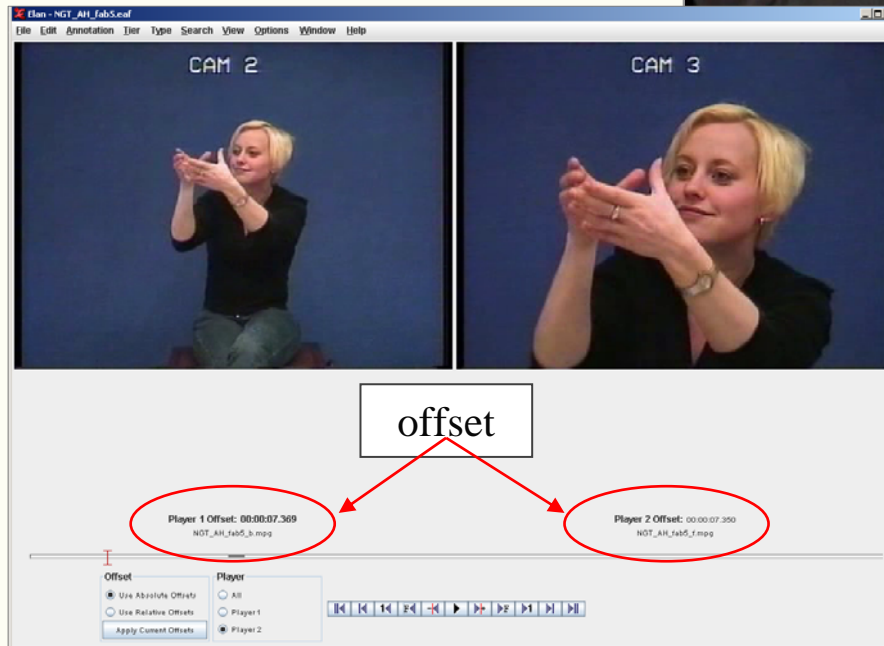 Elan - NGT_AH_fab5.eaf
File Edit Annotation Tier Type Search View Options Window Help
CAM 2
CAM 3
offset
Player 1 Offset: 00:00:07.369
NGT_AH_fab5_b.mpg
Player 2 Offset: 00:00:07.350
NGT_AH_fab5_f.mpg
Offset
Use Absolute Offsets
Use Relative Offsets
Apply Current Offsets
Player
All
Player 1
Player 2
1 F F 1